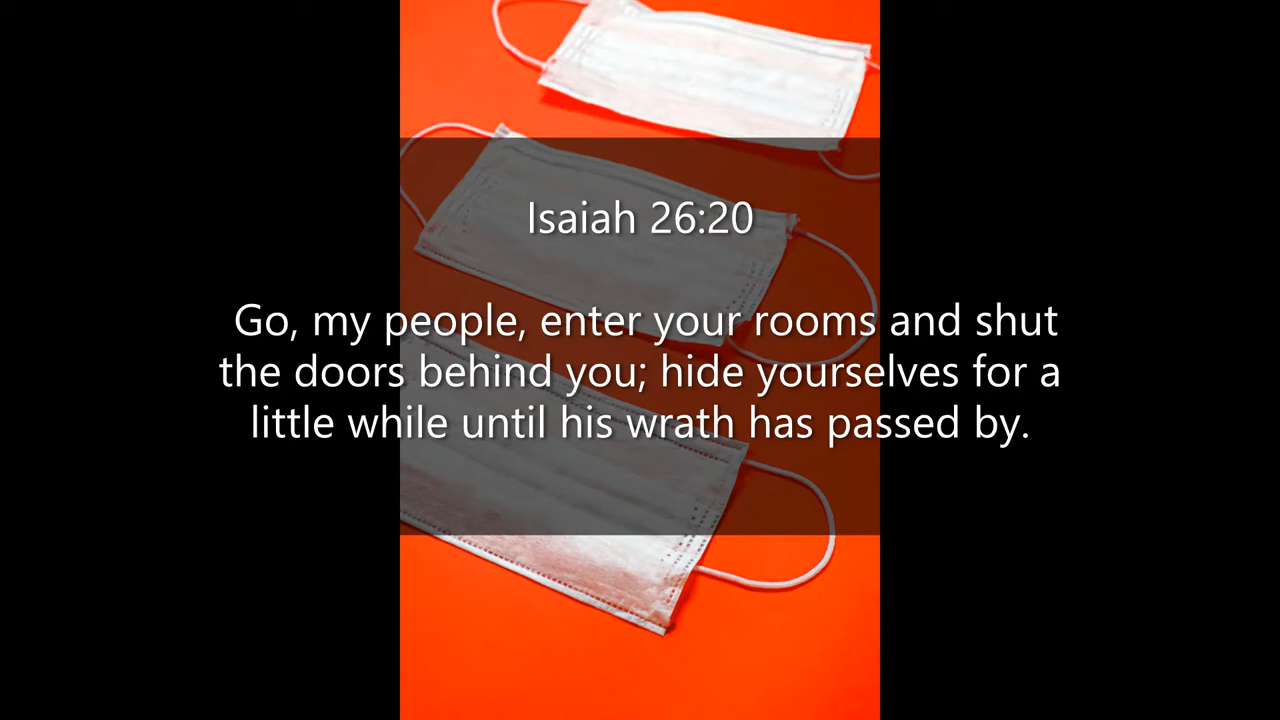 Isaiah 26:20
Go, my people, enter your rooms and shut
the doors behind you; hide yourselves for a
little while until his wrath has passed by.